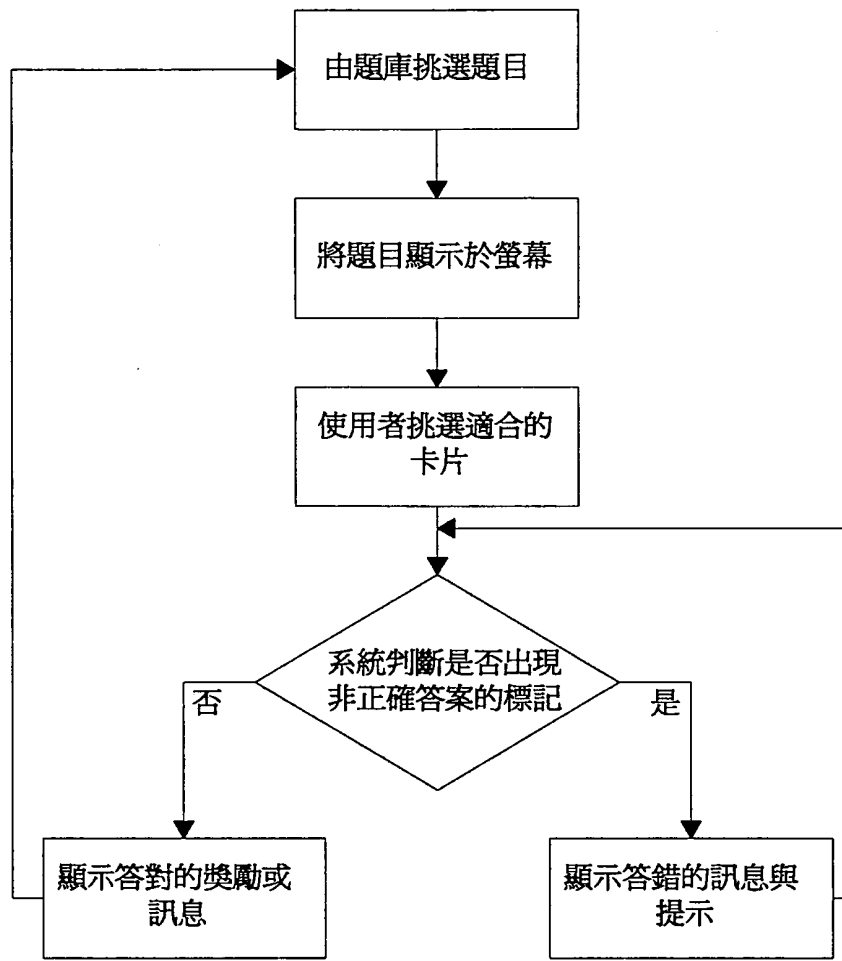 由題庫挑選題目
將題目顯示於螢幕
使用者挑選適合的
卡片
系統判斷是否出現
非正確答案的標記
否
是
顯示答對的獎勵或
訊息
顯示答錯的訊息與
提示